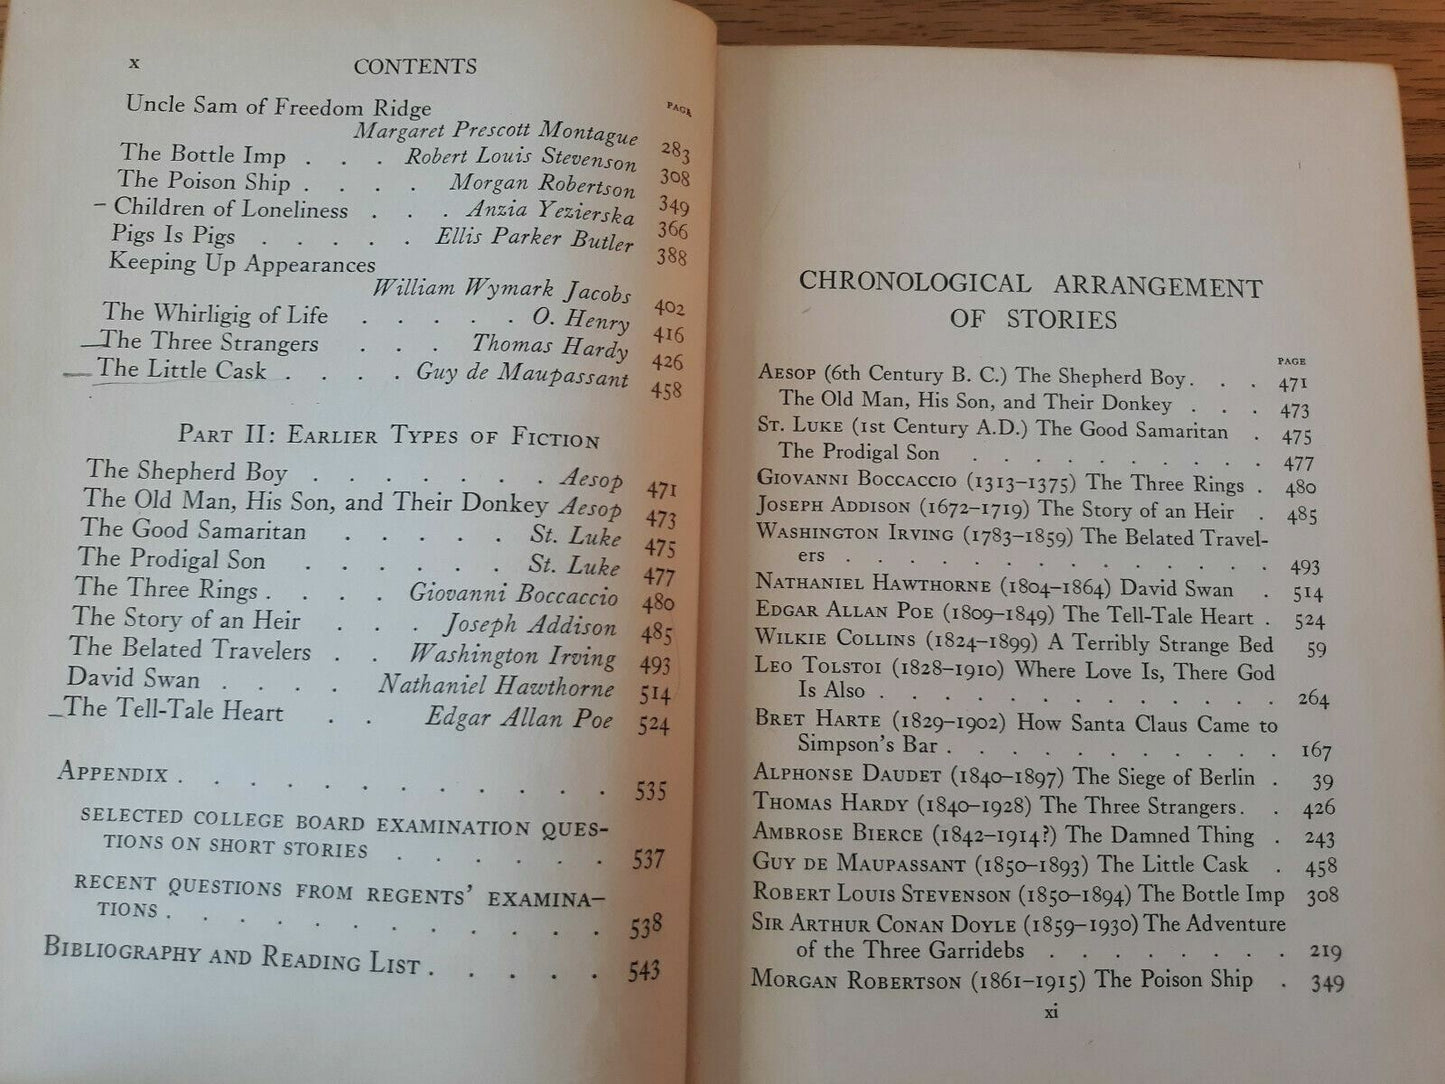 x CONTENTS
PAGE
Uncle Sam of Freedom Ridge
Margaret Prescott Montague 283
The Bottle Imp . . . Robert Louis Stevenson 308
The Poison Ship . . . . Morgan Robertson 349
– Children of Loneliness . . . Anzia Yezierska 366
Pigs Is Pigs . . . . . Ellis Parker Butler 388
Keeping Up Appearances
William Wymark Jacobs 402
The Whirligig of Life . . . . . O. Henry 416
The Three Strangers . . . Thomas Hardy 426
The Little Cask . . . . Guy de Maupassant 458
PART II: EARLIER TYPES OF FICTION
The Shepherd Boy . . . . . . . Aesop 471
The Old Man, His Son, and Their Donkey Aesop 473
The Good Samaritan . . . . . St. Luke 475
The Prodigal Son . . . . . . St. Luke 477
The Three Rings . . . . Giovanni Boccaccio 480
The Story of an Heir . . . Joseph Addison 485
The Belated Travelers . . Washington Irving 493
David Swan . . . . Nathaniel Hawthorne 514
The Tell-Tale Heart . . Edgar Allan Poe 524
APPENDIX . . . . . . . . . . . 535
SELECTED COLLEGE BOARD EXAMINATION QUES-
TIONS ON SHORT STORIES . . . . . . 537
RECENT QUESTIONS FROM REGENTS' EXAMINA-
TIONS . . . . . . . . . . . 538
BIBLIOGRAPHY AND READING LIST . . . . . 543
CHRONOLOGICAL ARRANGEMENT
OF STORIES
PAGE
AESOP (6th Century B. C.) The Shepherd Boy . . . 471
The Old Man, His Son, and Their Donkey . . . 473
ST. LUKE (1st Century A.D.) The Good Samaritan . 475
The Prodigal Son . . . . . . . . . 477
GIOVANNI BOCCACCIO (1313–1375) The Three Rings . 480
JOSEPH ADDISON (1672–1719) The Story of an Heir . 485
WASHINGTON IRVING (1783–1859) The Belated Travel-
ers . . . . . . . . . . . . . 493
NATHANIEL HAWTHORNE (1804–1864) David Swan . 514
EDGAR ALLAN POE (1809–1849) The Tell-Tale Heart . 524
WILKIE COLLINS (1824–1899) A Terribly Strange Bed 59
LEO TOLSTOI (1828–1910) Where Love Is, There God
Is Also . . . . . . . . . . . . 264
BRET HARTE (1829–1902) How Santa Claus Came to
Simpson's Bar . . . . . . . . . . 167
ALPHONSE DAUDET (1840–1897) The Siege of Berlin . 39
THOMAS HARDY (1840–1928) The Three Strangers . . 426
AMBROSE BIERCE (1842–1914?) The Damned Thing . 243
GUY DE MAUPASSANT (1850–1893) The Little Cask . 458
ROBERT LOUIS STEVENSON (1850–1894) The Bottle Imp 308
SIR ARTHUR CONAN DOYLE (1859–1930) The Adventure
of the Three Garridebs . . . . . . . . 219
MORGAN ROBERTSON (1861–1915) The Poison Ship . 349
xi